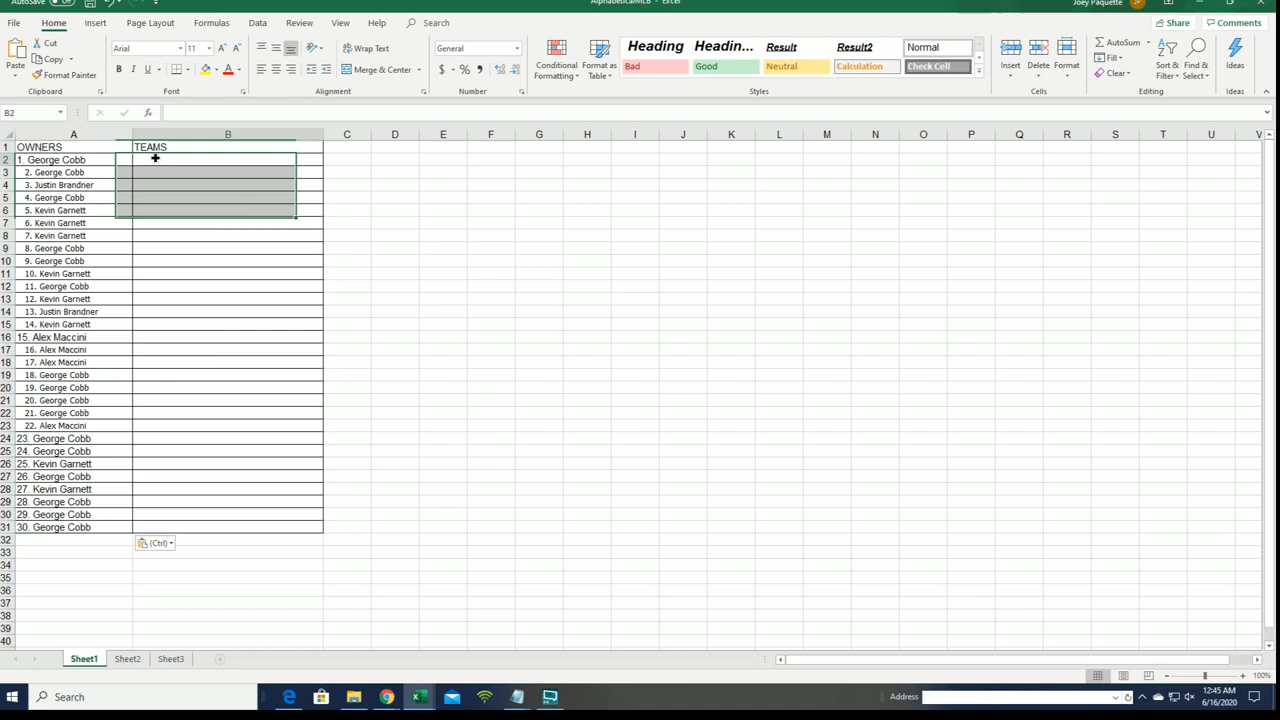 AutoSave Off AlphabeticalMLB - Excel Joey Paquette JP
File Home Insert Page Layout Formulas Data Review View Help Search Share Comments
Paste Cut Copy Format Painter Clipboard
Arial 11 A A B I U A Font
Wrap Text Merge & Center Alignment
General $ % , Number
Conditional Formatting Format as Table
Heading Headin... Result Result2 Normal
Bad Good Neutral Calculation Check Cell
Styles
Insert Delete Format Cells
AutoSum Fill Clear Sort & Filter Find & Select Editing
Ideas Ideas
B2 fx
A B C D E F G H I J K L M N O P Q R S T U V
1 OWNERS TEAMS
2 1. George Cobb
3 2. George Cobb
4 3. Justin Brandner
5 4. George Cobb
6 5. Kevin Garnett
7 6. Kevin Garnett
8 7. Kevin Garnett
9 8. George Cobb
10 9. George Cobb
11 10. Kevin Garnett
12 11. George Cobb
13 12. Kevin Garnett
14 13. Justin Brandner
15 14. Kevin Garnett
16 15. Alex Maccini
17 16. Alex Maccini
18 17. Alex Maccini
19 18. George Cobb
20 19. George Cobb
21 20. George Cobb
22 21. George Cobb
23 22. Alex Maccini
24 23. George Cobb
25 24. George Cobb
26 25. Kevin Garnett
27 26. George Cobb
28 27. Kevin Garnett
29 28. George Cobb
30 29. George Cobb
31 30. George Cobb
32
33 (Ctrl)
34
35
36
37
38
39
40
Sheet1 Sheet2 Sheet3
100%
Search Address 12:45 AM
6/16/2020